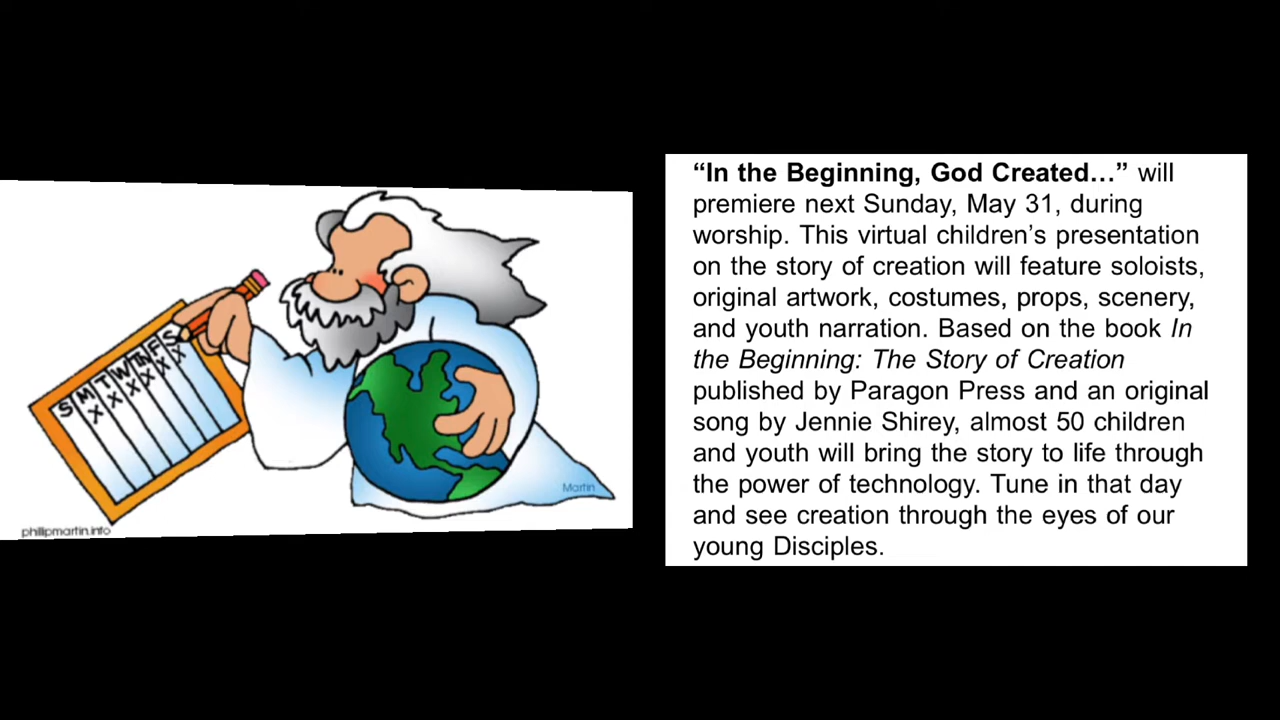 S M T W Th F S
X X X X X X
Martin
phillipmartin.info
“In the Beginning, God Created…” will
premiere next Sunday, May 31, during
worship. This virtual children’s presentation
on the story of creation will feature soloists,
original artwork, costumes, props, scenery,
and youth narration. Based on the book In
the Beginning: The Story of Creation
published by Paragon Press and an original
song by Jennie Shirey, almost 50 children
and youth will bring the story to life through
the power of technology. Tune in that day
and see creation through the eyes of our
young Disciples.